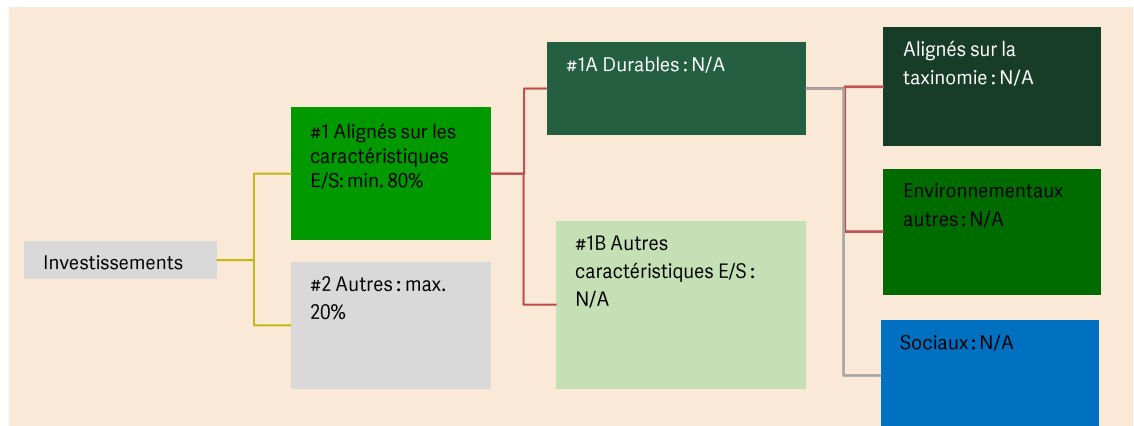 Investissements
#1 Alignés sur les
caractéristiques
E/S: min. 80%
#2 Autres : max.
20%
#1A Durables : N/A
#1B Autres
caractéristiques E/S :
N/A
Alignés sur la
taxinomie : N/A
Environnementaux
autres : N/A
Sociaux : N/A